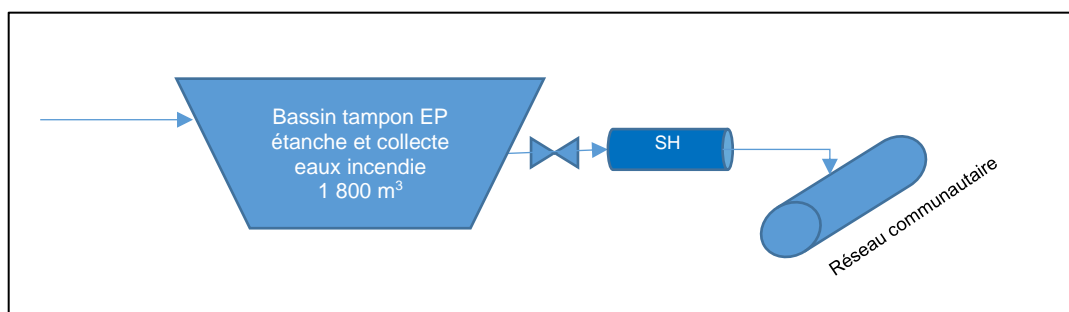 Bassin tampon EP
étanche et collecte
eaux incendie
1 800 m³
SH
Réseau communautaire